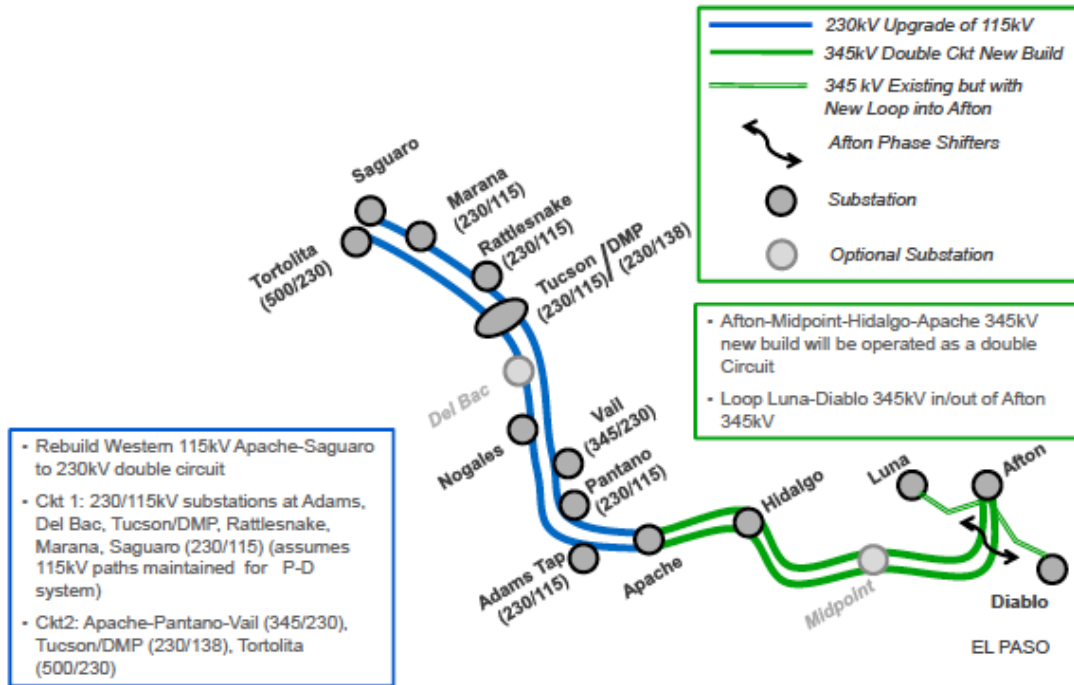 230kV Upgrade of 115kV
345kV Double Ckt New Build
345 kV Existing but with
New Loop into Afton
Afton Phase Shifters
Substation
Optional Substation
Saguaro
Marana
(230/115)
Rattlesnake
(230/115)
Tortolita
(500/230)
Tucson / DMP
(230/115) (230/138)
- Afton-Midpoint-Hidalgo-Apache 345kV
new build will be operated as a double
Circuit
- Loop Luna-Diablo 345kV in/out of Afton
345kV
Del Bac
Vail
(345/230)
Nogales
Pantano
(230/115)
- Rebuild Western 115kV Apache-Saguaro
to 230kV double circuit
- Ckt 1: 230/115kV substations at Adams,
Del Bac, Tucson/DMP, Rattlesnake,
Marana, Saguaro (230/115) (assumes
115kV paths maintained for P-D
system)
- Ckt2: Apache-Pantano-Vail (345/230),
Tucson/DMP (230/138), Tortolita
(500/230)
Adams Tap
(230/115)
Apache
Hidalgo
Midpoint
Luna
Afton
Diablo
EL PASO